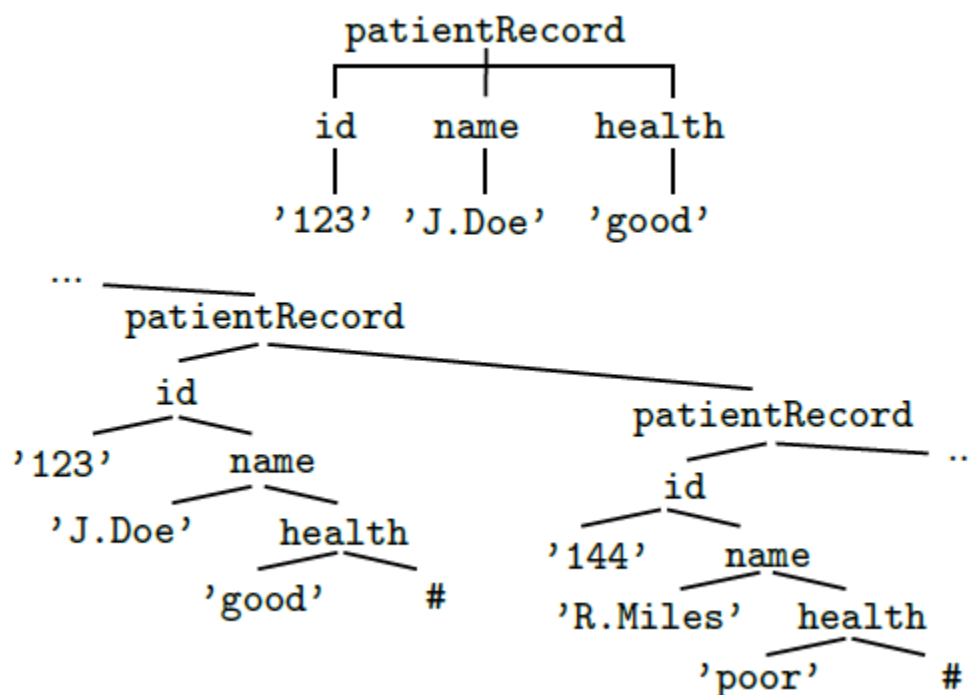 patientRecord
id name health
'123' 'J.Doe' 'good'
...
patientRecord
id
patientRecord
'123' name
..
id
'J.Doe' health
'144' name
'good' #
'R.Miles' health
'poor' #